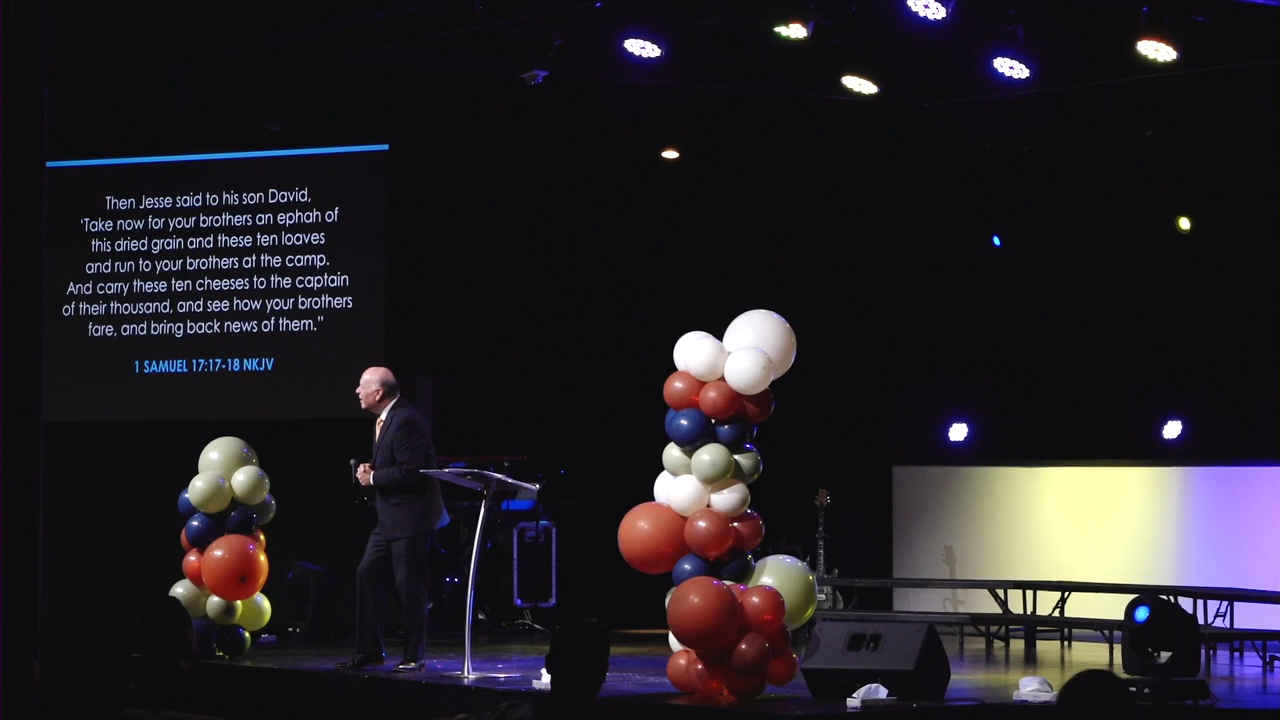 Then Jesse said to his son David,
‘Take now for your brothers an ephah of
this dried grain and these ten loaves
and run to your brothers at the camp.
And carry these ten cheeses to the captain
of their thousand, and see how your brothers
fare, and bring back news of them.”
1 SAMUEL 17:17-18 NKJV